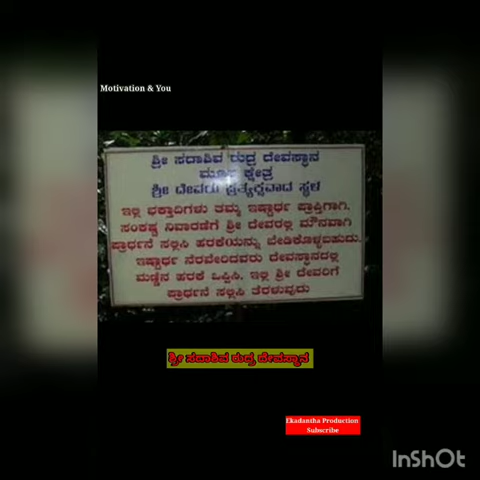 Motivation & You
ಶ್ರೀ ಸದಾಶಿವ ರುದ್ರ ದೇವಸ್ಥಾನ
ಮೂಲ ಕ್ಷೇತ್ರ
ಶ್ರೀ ದೇವರು ಪ್ರತ್ಯಕ್ಷವಾದ ಸ್ಥಳ
ಇಲ್ಲಿ ಭಕ್ತಾದಿಗಳು ತಮ್ಮ ಇಷ್ಟಾರ್ಥ ಪ್ರಾಪ್ತಿಗಾಗಿ,
ಸಂಕಷ್ಟ ನಿವಾರಣೆಗೆ ಶ್ರೀ ದೇವರಲ್ಲಿ ಮೌನವಾಗಿ
ಪ್ರಾರ್ಥನೆ ಸಲ್ಲಿಸಿ ಹರಕೆಯನ್ನು ಬೇಡಿಕೊಳ್ಳಬಹುದು.
ಇಷ್ಟಾರ್ಥ ನೆರವೇರಿದವರು ದೇವಸ್ಥಾನದಲ್ಲಿ
ಮಣ್ಣಿನ ಹರಕೆ ಒಪ್ಪಿಸಿ, ಇಲ್ಲಿ ಶ್ರೀ ದೇವರಿಗೆ
ಪ್ರಾರ್ಥನೆ ಸಲ್ಲಿಸಿ ತೆರಳುವುದು
ಶ್ರೀ ಸದಾಶಿವ ರುದ್ರ ದೇವಸ್ಥಾನ
Ekadantha Production
Subscribe
InShOt